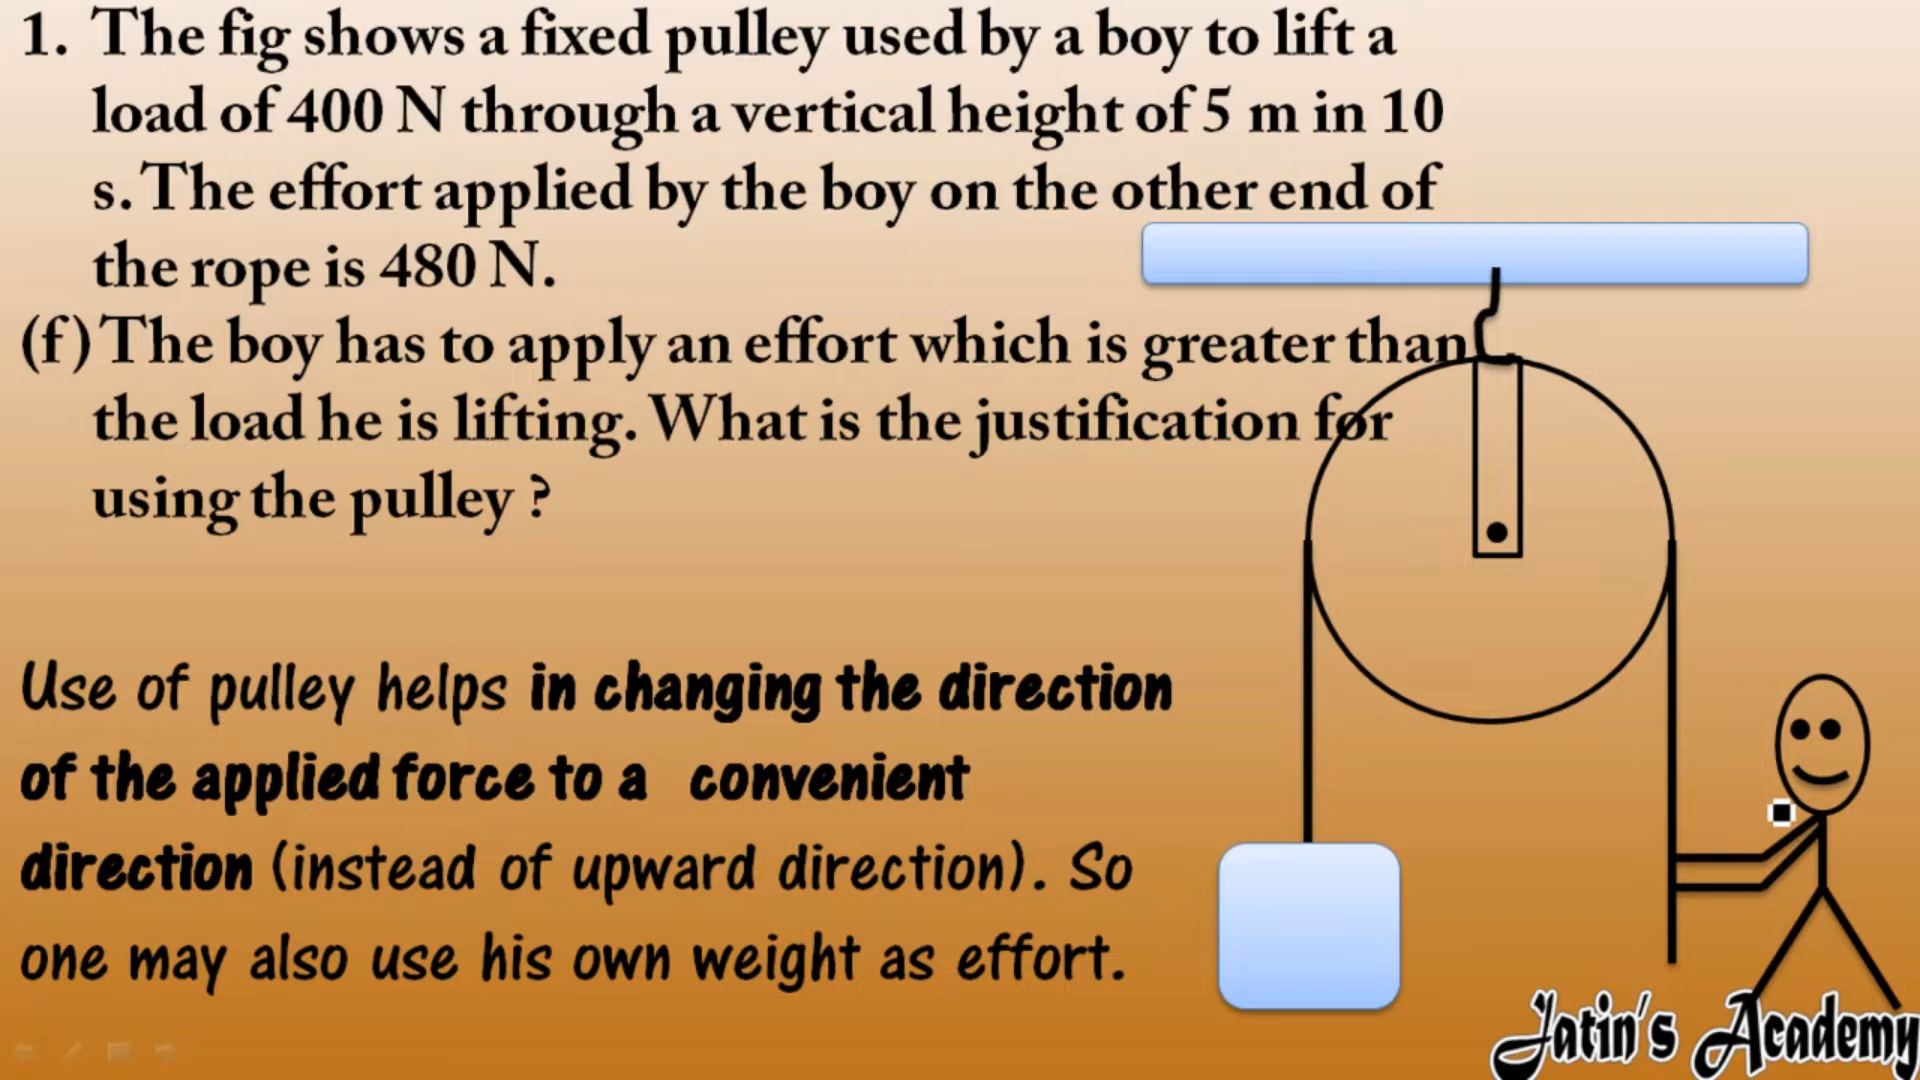 1. The fig shows a fixed pulley used by a boy to lift a
load of 400 N through a vertical height of 5 m in 10
s. The effort applied by the boy on the other end of
the rope is 480 N.
(f) The boy has to apply an effort which is greater than
the load he is lifting. What is the justification for
using the pulley ?
Use of pulley helps in changing the direction
of the applied force to a convenient
direction (instead of upward direction). So
one may also use his own weight as effort.
Jatin's Academy